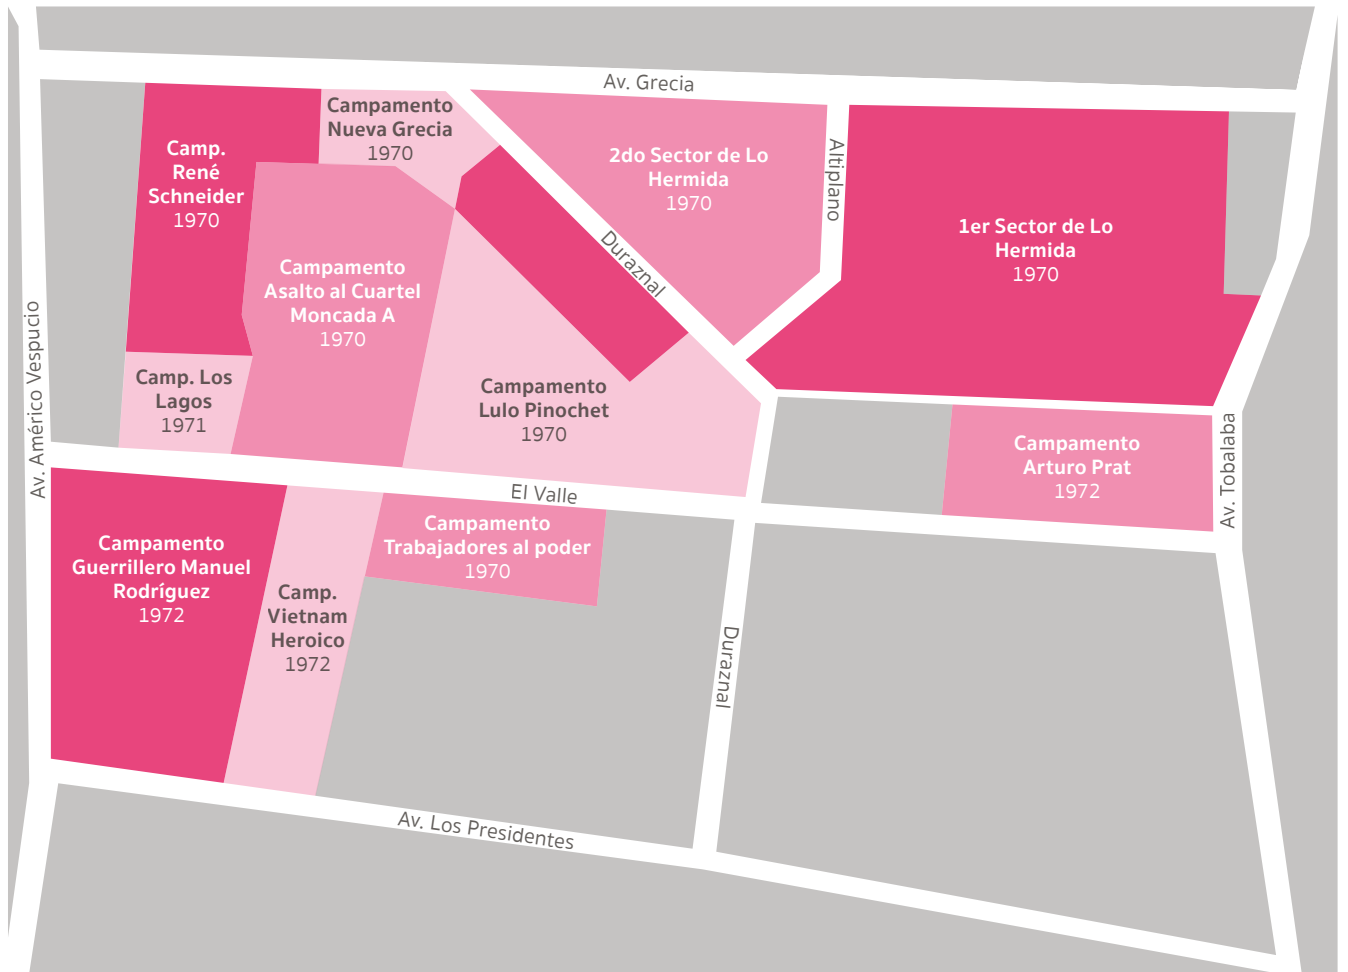 Av. Grecia
Campamento
Nueva Grecia
1970
Camp.
René
Schneider
1970
2do Sector de Lo
Hermida
1970
Altiplano
1er Sector de Lo
Hermida
1970
Duraznal
Campamento
Asalto al Cuartel
Moncada A
1970
Av. Américo Vespucio
Camp. Los
Lagos
1971
Campamento
Lulo Pinochet
1970
Campamento
Arturo Prat
1972
Av. Tobalaba
El Valle
Campamento
Trabajadores al poder
1970
Campamento
Guerrillero Manuel
Rodríguez
1972
Camp.
Vietnam
Heroico
1972
Duraznal
Av. Los Presidentes